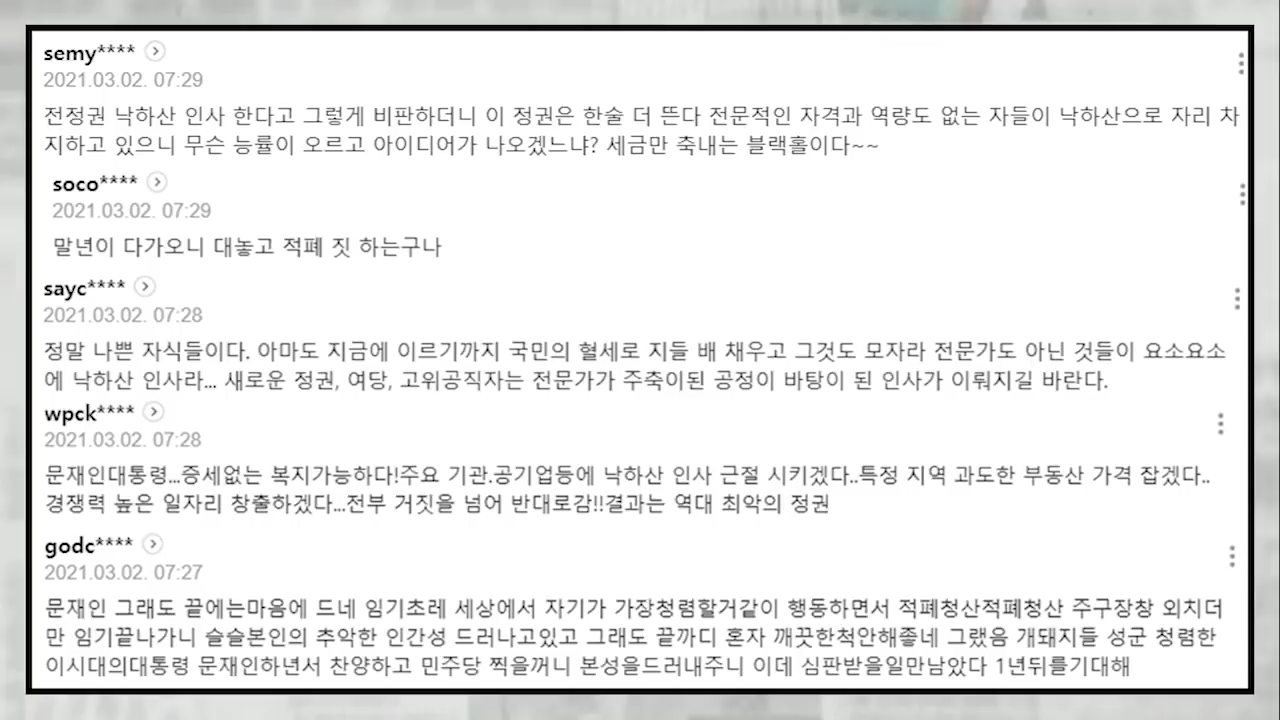 semy****
2021.03.02. 07:29
전정권 낙하산 인사 한다고 그렇게 비판하더니 이 정권은 한술 더 뜬다 전문적인 자격과 역량도 없는 자들이 낙하산으로 자리 차
지하고 있으니 무슨 능률이 오르고 아이디어가 나오겠느냐? 세금만 축내는 블랙홀이다~~
soco****
2021.03.02. 07:29
말년이 다가오니 대놓고 적폐 짓 하는구나
sayc****
2021.03.02. 07:28
정말 나쁜 자식들이다. 아마도 지금에 이르기까지 국민의 혈세로 지들 배 채우고 그것도 모자라 전문가도 아닌 것들이 요소요소
에 낙하산 인사라... 새로운 정권, 여당, 고위공직자는 전문가가 주축이된 공정이 바탕이 된 인사가 이뤄지길 바란다.
wpck****
2021.03.02. 07:28
문재인대통령...증세없는 복지가능하다!주요 기관.공기업등에 낙하산 인사 근절 시키겠다..특정 지역 과도한 부동산 가격 잡겠다..
경쟁력 높은 일자리 창출하겠다...전부 거짓을 넘어 반대로감!!결과는 역대 최악의 정권
godc****
2021.03.02. 07:27
문재인 그래도 끝에는마음에 드네 임기초레 세상에서 자기가 가장청렴할거같이 행동하면서 적폐청산적폐청산 주구장창 외치더
만 임기끝나가니 슬슬본인의 추악한 인간성 드러나고있고 그래도 끝까디 혼자 깨끗한척안해좋네 그랬음 개돼지들 성군 청렴한
이시대의대통령 문재인하면서 찬양하고 민주당 찍을꺼니 본성을드러내주니 이데 심판받을일만남았다 1년뒤를기대해